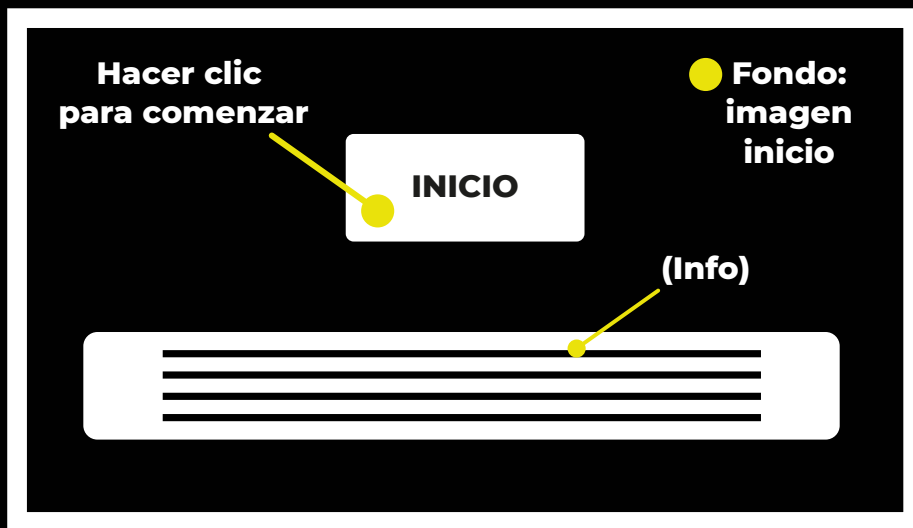 Hacer clic
para comenzar
Fondo:
imagen
inicio
INICIO
(Info)